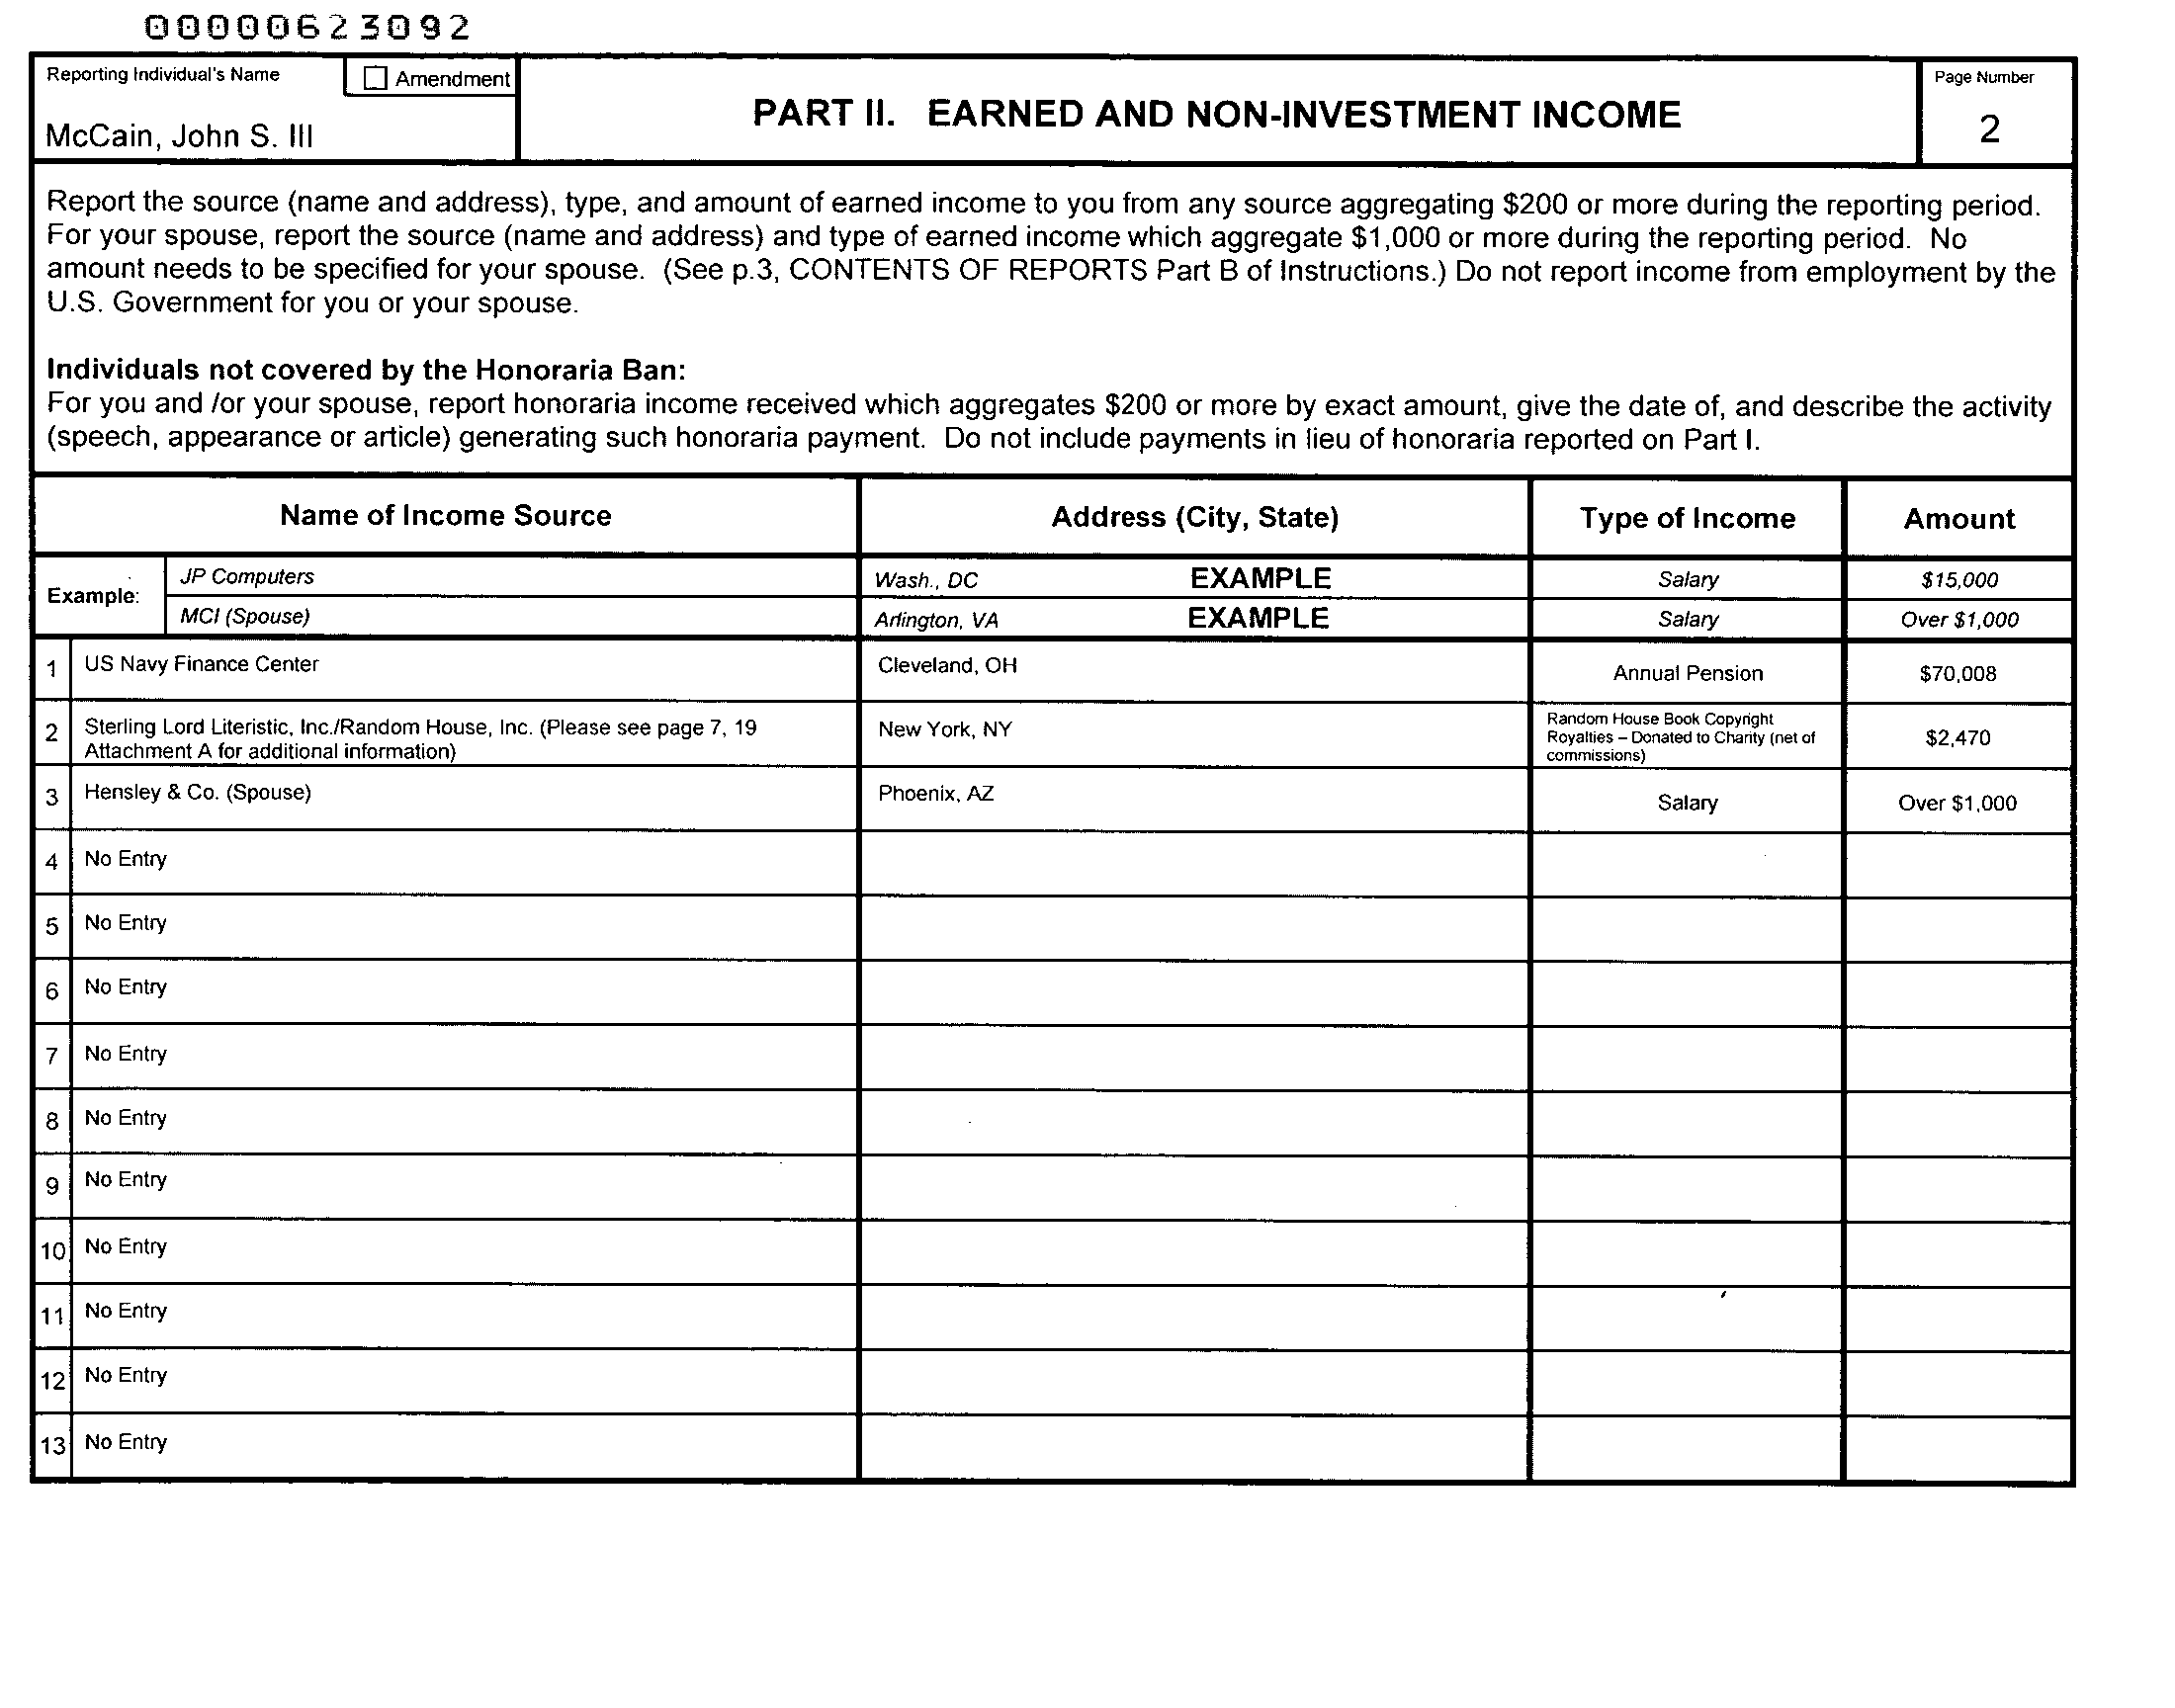 00000623092
Reporting Individual's Name
Amendment
McCain, John S. III
PART II. EARNED AND NON-INVESTMENT INCOME
Page Number
2
Report the source (name and address), type, and amount of earned income to you from any source aggregating $200 or more during the reporting period.
For your spouse, report the source (name and address) and type of earned income which aggregate $1,000 or more during the reporting period. No
amount needs to be specified for your spouse. (See p.3, CONTENTS OF REPORTS Part B of Instructions.) Do not report income from employment by the
U.S. Government for you or your spouse.
Individuals not covered by the Honoraria Ban:
For you and /or your spouse, report honoraria income received which aggregates $200 or more by exact amount, give the date of, and describe the activity
(speech, appearance or article) generating such honoraria payment. Do not include payments in lieu of honoraria reported on Part I.
Name of Income Source Address (City, State) Type of Income Amount
Example:
JP Computers Wash., DC EXAMPLE Salary $15,000
MCI (Spouse) Arlington, VA EXAMPLE Salary Over $1,000
1 US Navy Finance Center Cleveland, OH Annual Pension $70,008
2 Sterling Lord Literistic, Inc./Random House, Inc. (Please see page 7, 19
Attachment A for additional information)
New York, NY
Random House Book Copyright
Royalties – Donated to Charity (net of
commissions)
$2,470
3 Hensley & Co. (Spouse) Phoenix, AZ Salary Over $1,000
4 No Entry
5 No Entry
6 No Entry
7 No Entry
8 No Entry
9 No Entry
10 No Entry
11 No Entry
12 No Entry
13 No Entry